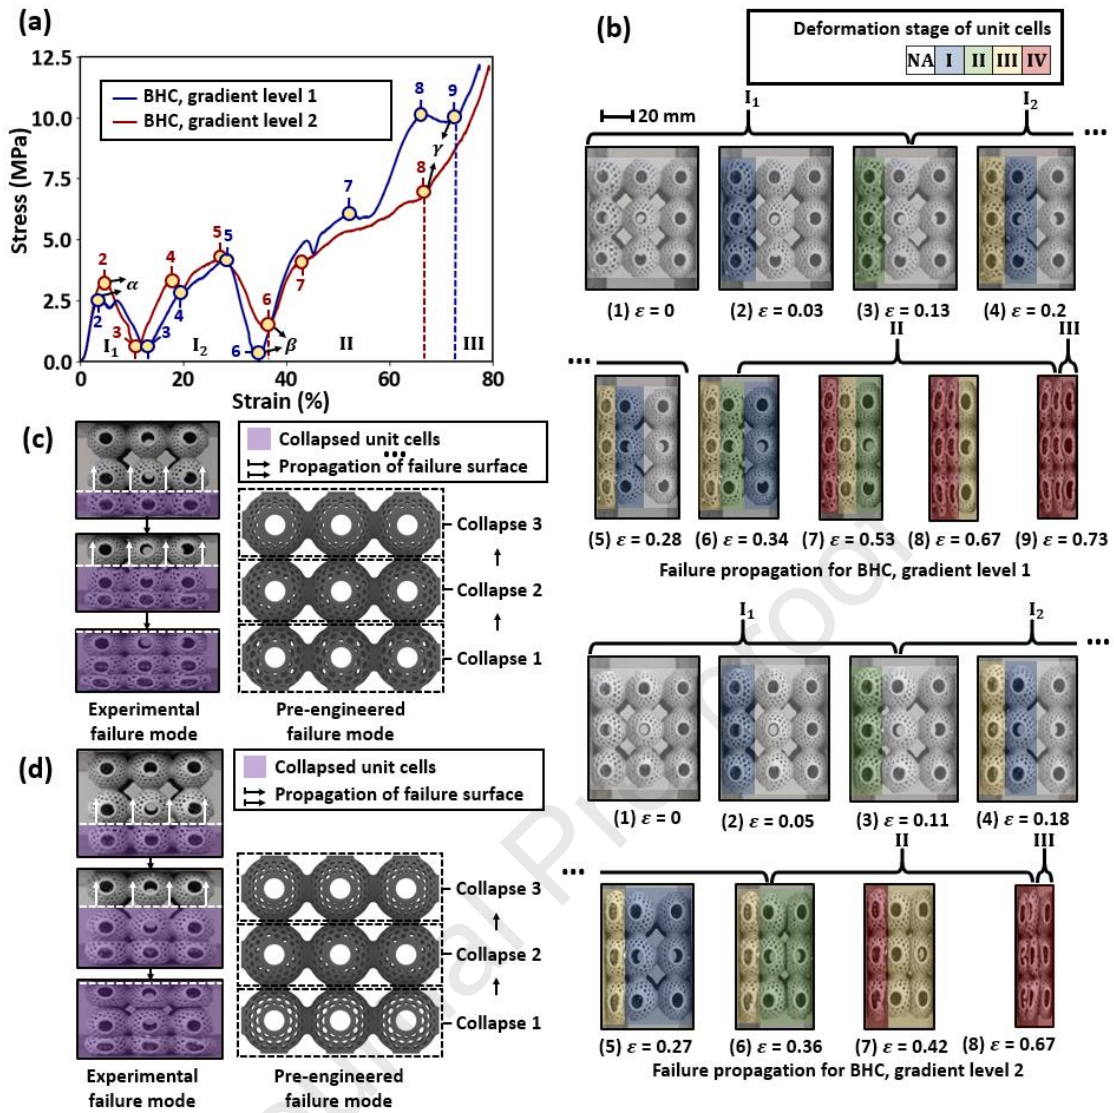 (a)
12.5
10.0
7.5
5.0
2.5
0.0
Stress (MPa)
BHC, gradient level 1
BHC, gradient level 2
2
α
2
3
3
4
4
5
5
6
6
β
7
7
8
8
9
γ
I₁
I₂
II
III
0
20
40
60
80
Strain (%)
(b)
Deformation stage of unit cells
NA I II III IV
20 mm
I₁
I₂
...
(1) ε = 0
(2) ε = 0.03
(3) ε = 0.13
(4) ε = 0.2
...
II
III
(5) ε = 0.28
(6) ε = 0.34
(7) ε = 0.53
(8) ε = 0.67
(9) ε = 0.73
Failure propagation for BHC, gradient level 1
I₁
I₂
...
(1) ε = 0
(2) ε = 0.05
(3) ε = 0.11
(4) ε = 0.18
...
II
III
(5) ε = 0.27
(6) ε = 0.36
(7) ε = 0.42
(8) ε = 0.67
Failure propagation for BHC, gradient level 2
(c)
Collapsed unit cells
...
Propagation of failure surface
Collapse 3
Collapse 2
Collapse 1
Experimental
failure mode
Pre-engineered
failure mode
(d)
Collapsed unit cells
Propagation of failure surface
Collapse 3
Collapse 2
Collapse 1
Experimental
failure mode
Pre-engineered
failure mode